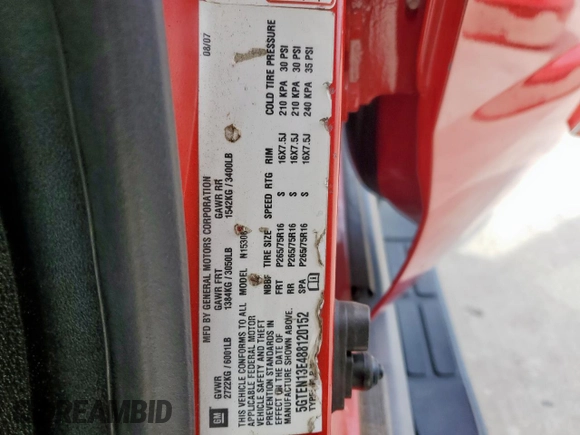 MFD BY GENERAL MOTORS CORPORATION 08/07
GM GVWR GAWR FRT GAWR RR
2722KG / 6001LB 1384KG / 3050LB 1542KG / 3400LB
THIS VEHICLE CONFORMS TO ALL
APPLICABLE FEDERAL MOTOR
VEHICLE SAFETY AND THEFT
PREVENTION STANDARDS IN
EFFECT ON THE DATE OF
MANUFACTURE SHOWN ABOVE.
5GTEN13E488120152
MODEL
TIRE SIZE SPEED RTG RIM COLD TIRE PRESSURE
FRT P265/75R16 S 16X7.5J 210 KPA 30 PSI
RR P265/75R16 S 16X7.5J 210 KPA 30 PSI
SPA P265/75R16 S 16X7.5J 240 KPA 35 PSI